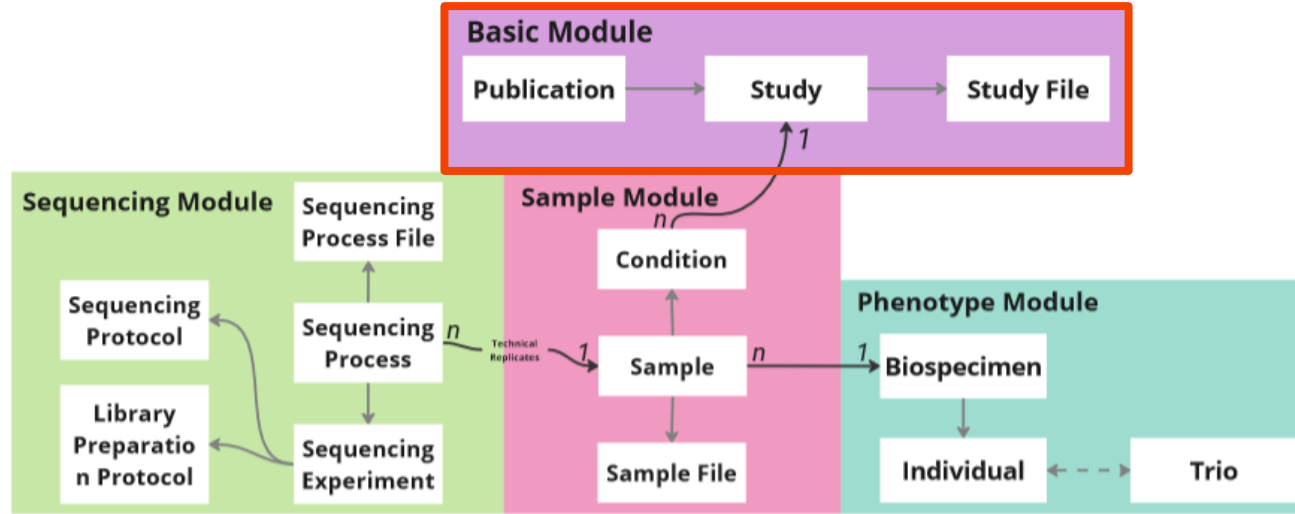 Basic Module
Publication
Study
Study File
1
Sequencing Module
Sequencing
Process File
Sequencing
Protocol
Sequencing
Process
n
Technical
Replicates
1
Library
Preparatio
n Protocol
Sequencing
Experiment
Sample Module
n
Condition
Sample
n
1
Sample File
Phenotype Module
Biospecimen
Individual
Trio